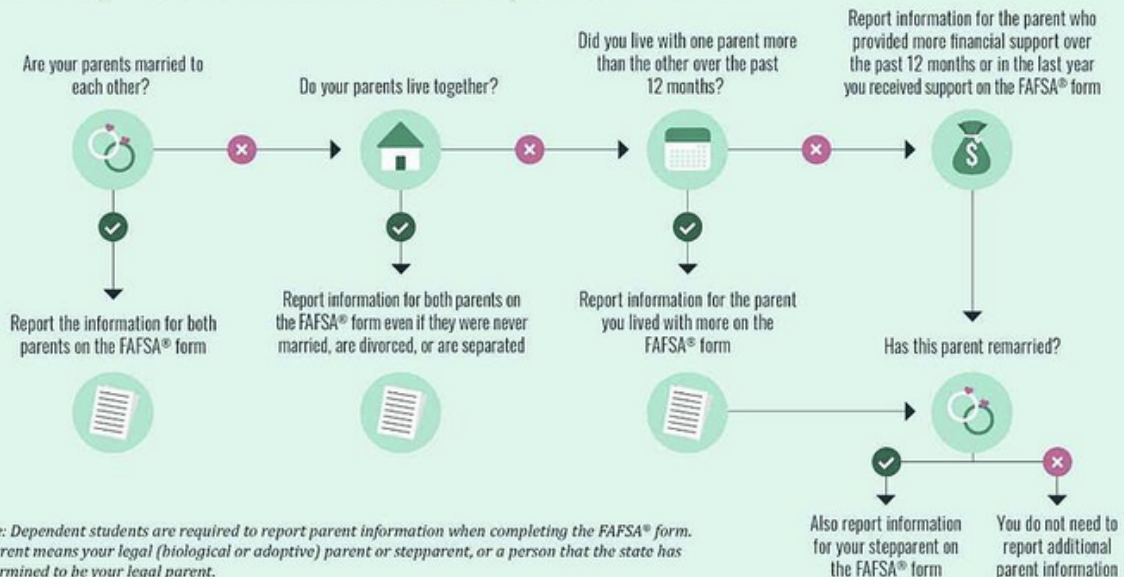 Are your parents married to
each other?
Do your parents live together?
Did you live with one parent more
than the other over the past
12 months?
Report information for the parent who
provided more financial support over
the past 12 months or in the last year
you received support on the FAFSA® form
$
Report the information for both
parents on the FAFSA® form
Report information for both parents on
the FAFSA® form even if they were never
married, are divorced, or are separated
Report information for the parent
you lived with more on the
FAFSA® form
Has this parent remarried?
Also report information
for your stepparent on
the FAFSA® form
You do not need to
report additional
parent information
: Dependent students are required to report parent information when completing the FAFSA® form.
rent means your legal (biological or adoptive) parent or stepparent, or a person that the state has
ermined to be your legal parent.